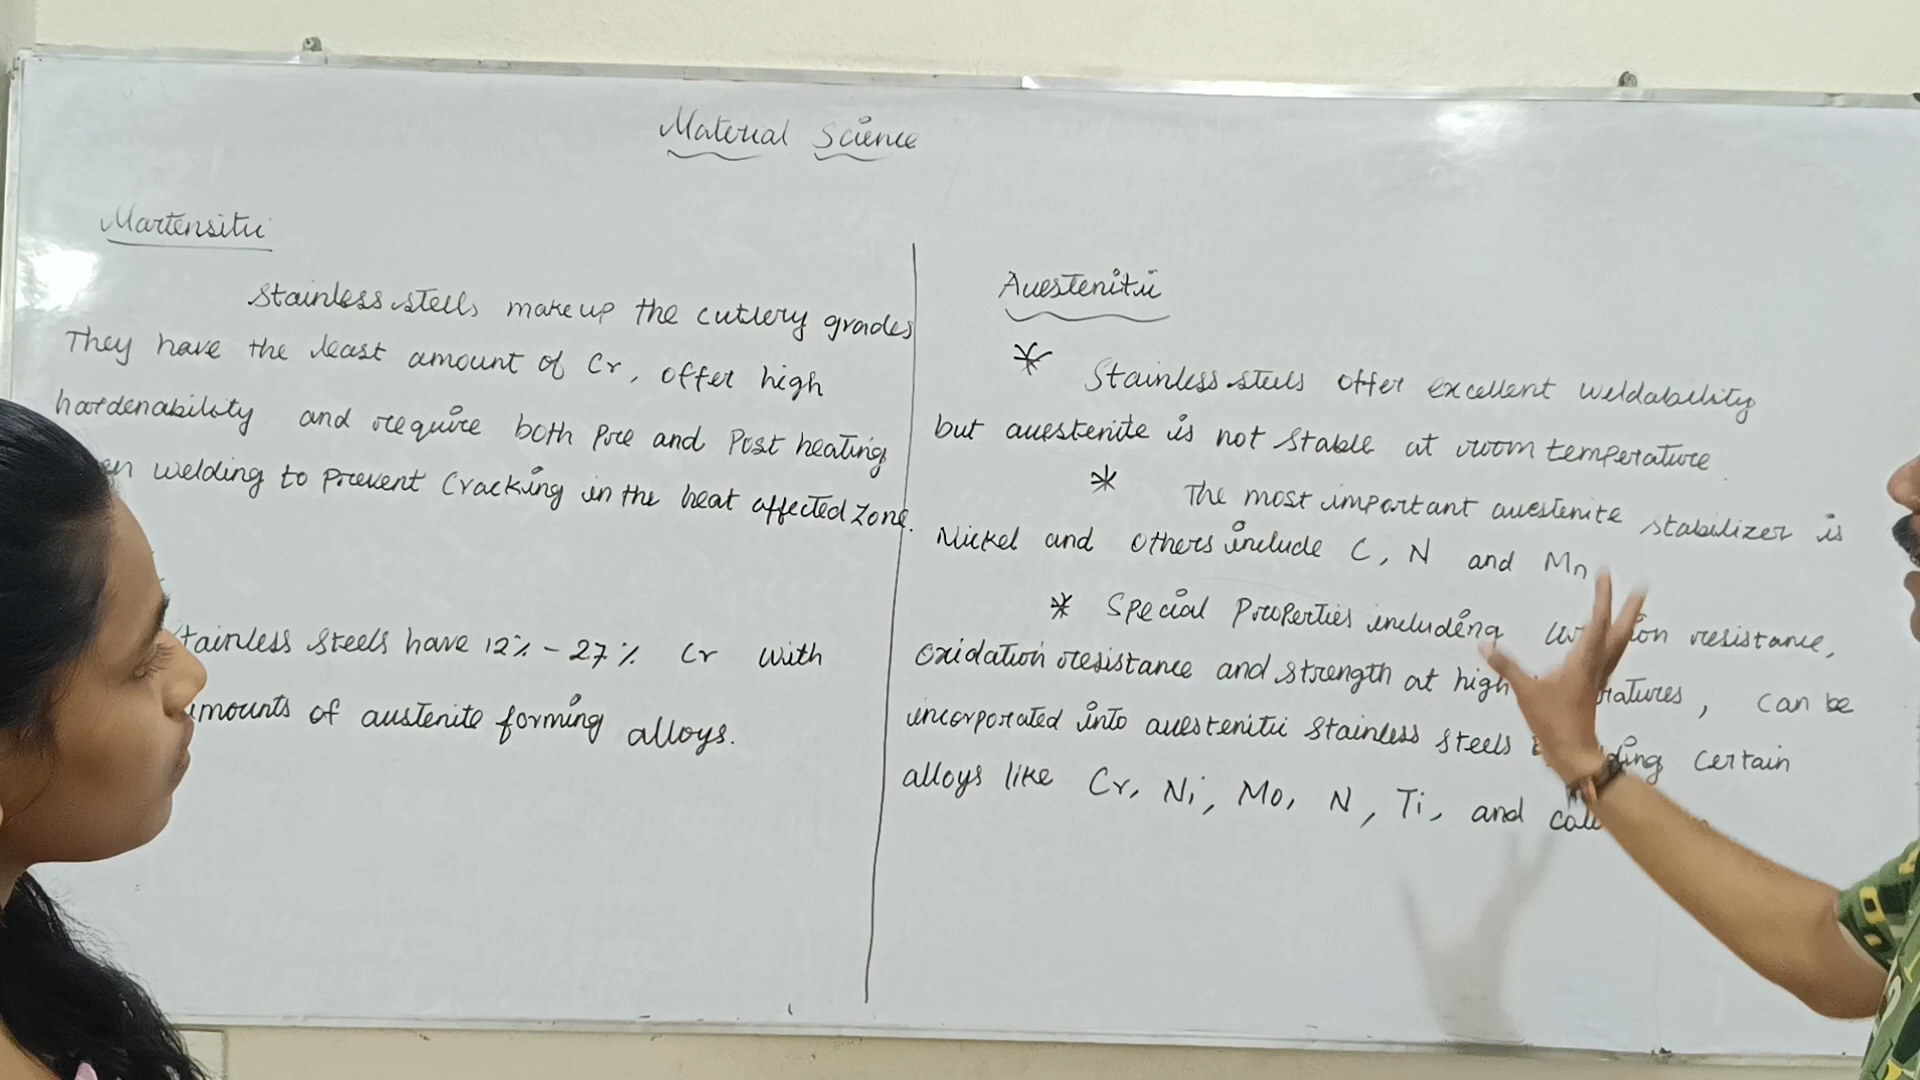 Material Science
Martensitic
Stainless steels make up the cutlery grades
They have the least amount of Cr, offer high
hardenability and require both pre and Post heating
welding to prevent Cracking in the heat affected zone.
Stainless Steels have 12% - 27% Cr with
amounts of austenite forming alloys.
Auestenitic
* Stainless steels offer excellent weldability
but auestenite is not stable at room temperature.
* The most important auestenite stabilizer is
Nickel and others include C, N and Mn
* Special Properties including resistance,
oxidation resistance and strength at high , can be
incorporated into auestenitic Stainless Steels certain
alloys like Cr, Ni, Mo, N, Ti, and